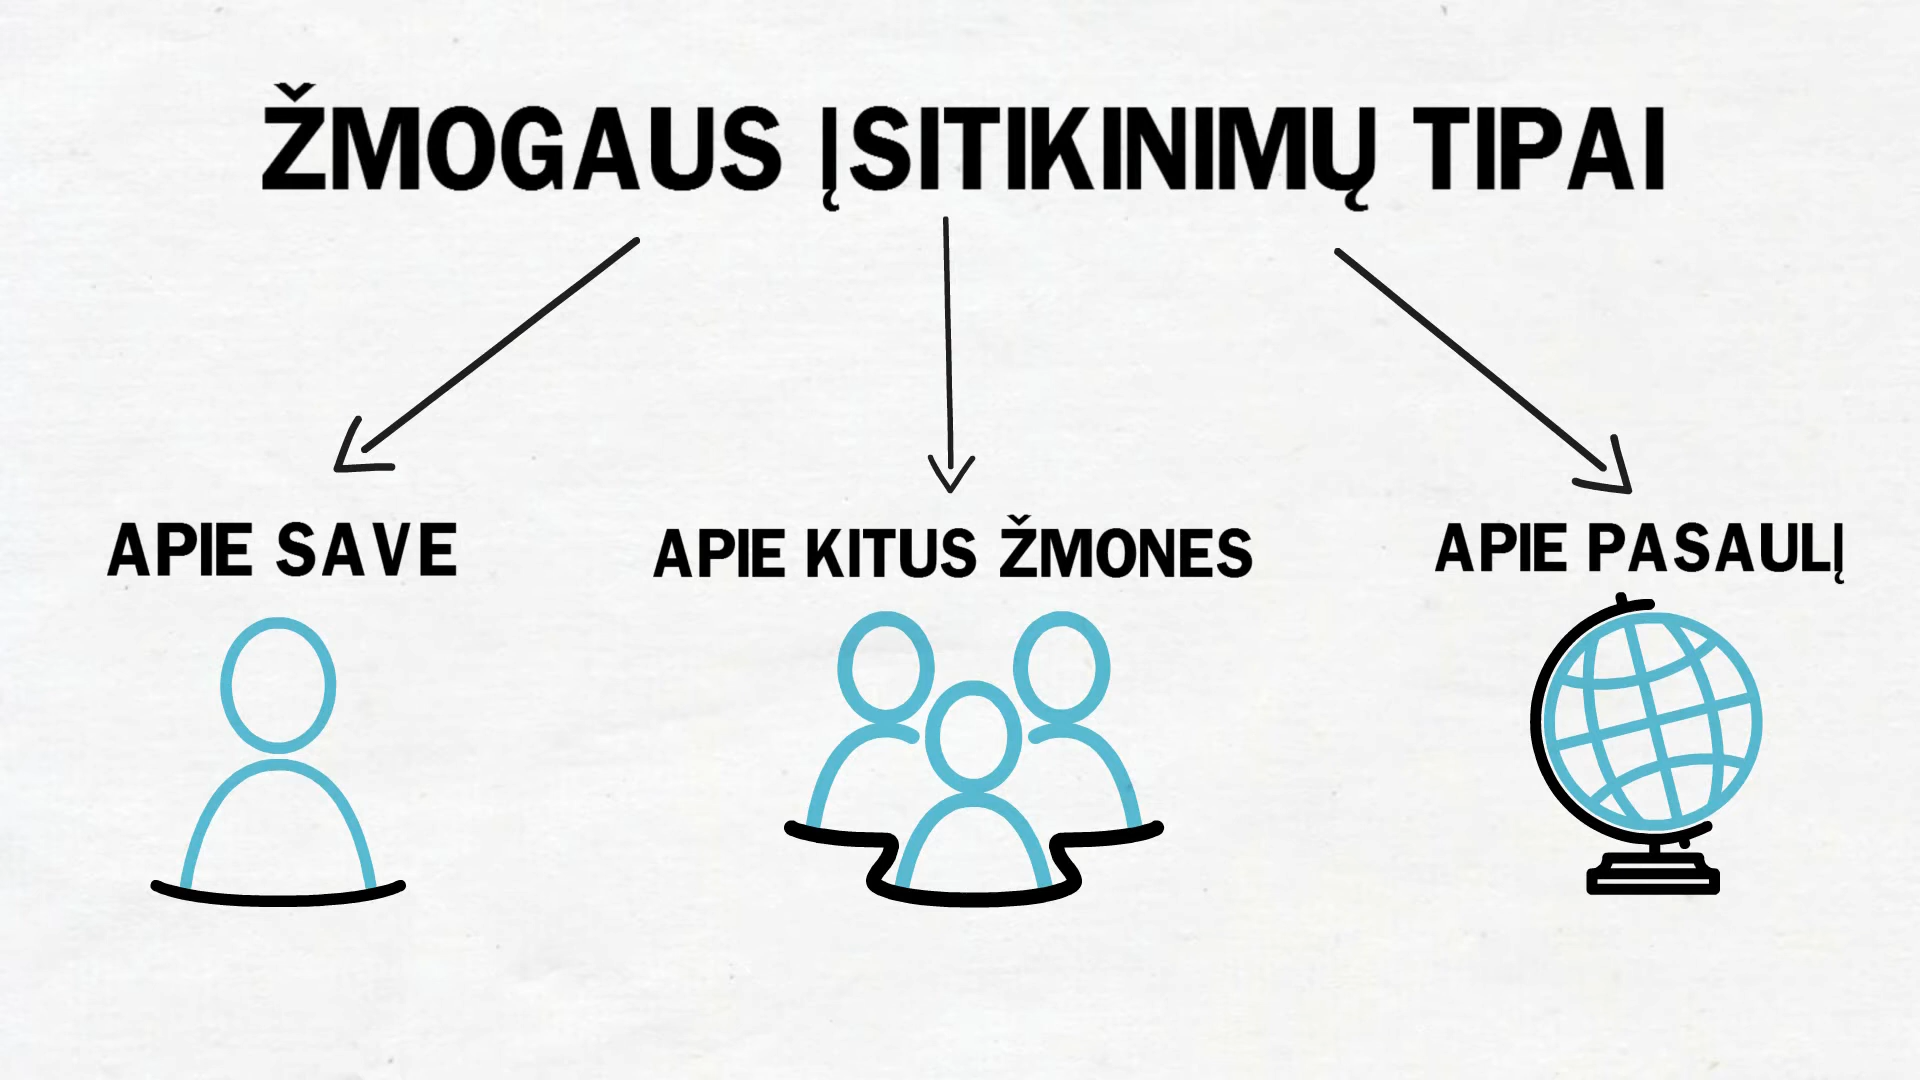 ŽMOGAUS ĮSITIKINIMŲ TIPAI
APIE SAVE
APIE KITUS ŽMONES
APIE PASAULĮ